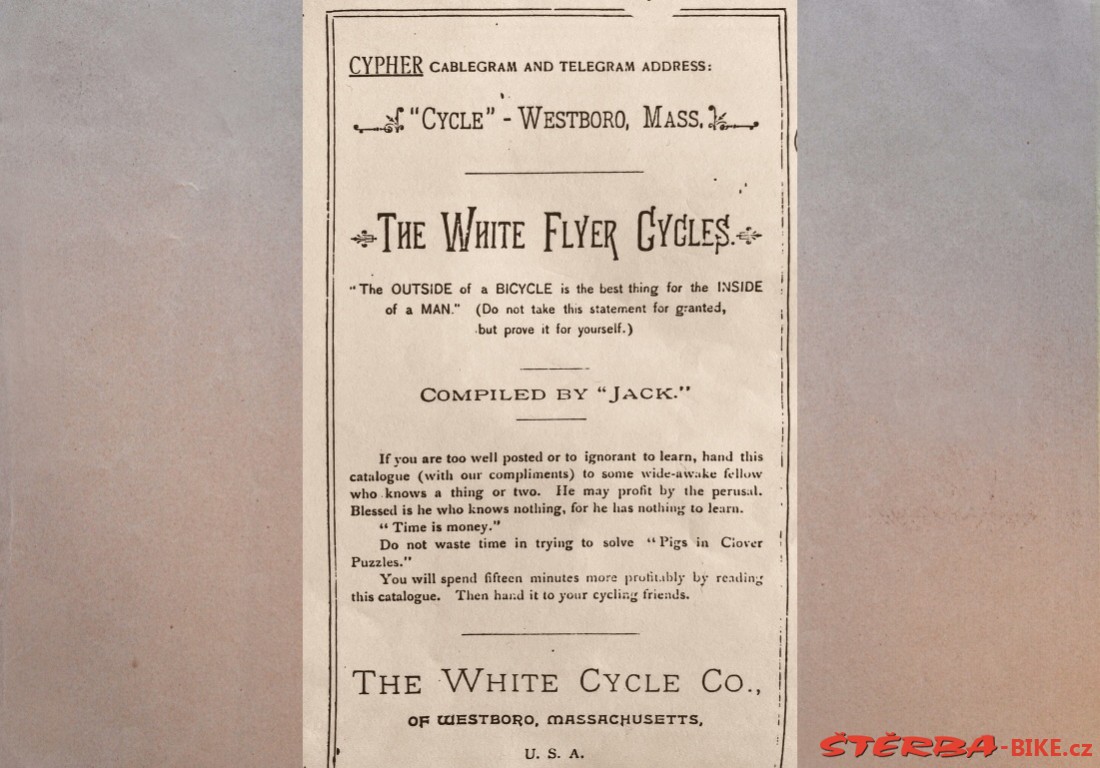 CYPHER CABLEGRAM AND TELEGRAM ADDRESS:
"CYCLE" - WESTBORO, MASS.
THE WHITE FLYER CYCLES.
"The OUTSIDE of a BICYCLE is the best thing for the INSIDE
of a MAN." (Do not take this statement for granted,
but prove it for yourself.)
COMPILED BY "JACK."
If you are too well posted or to ignorant to learn, hand this
catalogue (with our compliments) to some wide-awake fellow
who knows a thing or two. He may profit by the perusal.
Blessed is he who knows nothing, for he has nothing to learn.
"Time is money."
Do not waste time in trying to solve "Pigs in Clover
Puzzles."
You will spend fifteen minutes more profitably by reading
this catalogue. Then hand it to your cycling friends.
THE WHITE CYCLE CO.,
OF WESTBORO, MASSACHUSETTS,
U. S. A.
ŠTĚRBA-BIKE.cz